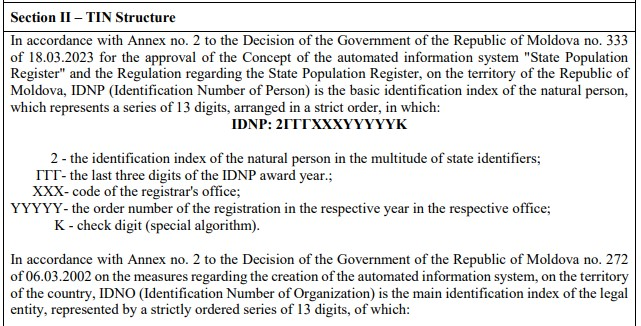 Section II – TIN Structure
In accordance with Annex no. 2 to the Decision of the Government of the Republic of Moldova no. 333
of 18.03.2023 for the approval of the Concept of the automated information system "State Population
Register" and the Regulation regarding the State Population Register, on the territory of the Republic of
Moldova, IDNP (Identification Number of Person) is the basic identification index of the natural person,
which represents a series of 13 digits, arranged in a strict order, in which:
IDNP: 2ГГГXXXYYYYYK
2 - the identification index of the natural person in the multitude of state identifiers;
ГГГ- the last three digits of the IDNP award year.;
XXX- code of the registrar's office;
YYYYY- the order number of the registration in the respective year in the respective office;
K - check digit (special algorithm).
In accordance with Annex no. 2 to the Decision of the Government of the Republic of Moldova no. 272
of 06.03.2002 on the measures regarding the creation of the automated information system, on the territory
of the country, IDNO (Identification Number of Organization) is the main identification index of the legal
entity, represented by a strictly ordered series of 13 digits, of which: